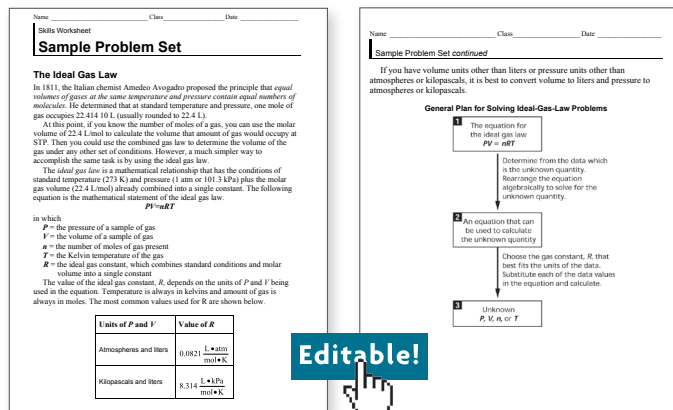 Name ______________________________ Class__________________ Date __________________
Skills Worksheet
Sample Problem Set
The Ideal Gas Law
In 1811, the Italian chemist Amedeo Avogadro proposed the principle that equal
volumes of gases at the same temperature and pressure contain equal numbers of
molecules. He determined that at standard temperature and pressure, one mole of
gas occupies 22.414 10 L (usually rounded to 22.4 L).
At this point, if you know the number of moles of a gas, you can use the molar
volume of 22.4 L/mol to calculate the volume that amount of gas would occupy at
STP. Then you could use the combined gas law to determine the volume of the
gas under any other set of conditions. However, a much simpler way to
accomplish the same task is by using the ideal gas law.
The ideal gas law is a mathematical relationship that has the conditions of
standard temperature (273 K) and pressure (1 atm or 101.3 kPa) plus the molar
gas volume (22.4 L/mol) already combined into a single constant. The following
equation is the mathematical statement of the ideal gas law.
PV=nRT
in which
P = the pressure of a sample of gas
V = the volume of a sample of gas
n = the number of moles of gas present
T = the Kelvin temperature of the gas
R = the ideal gas constant, which combines standard conditions and molar
volume into a single constant
The value of the ideal gas constant, R, depends on the units of P and V being
used in the equation. Temperature is always in kelvins and amount of gas is
always in moles. The most common values used for R are shown below.
Units of P and V Value of R
Atmospheres and liters 0.0821 L•atm
mol•K
Kilopascals and liters 8.314 L•kPa
mol•K
Name ______________________________ Class__________________ Date __________________
Sample Problem Set continued
If you have volume units other than liters or pressure units other than
atmospheres or kilopascals, it is best to convert volume to liters and pressure to
atmospheres or kilopascals.
General Plan for Solving Ideal-Gas-Law Problems
1
The equation for
the ideal gas law
PV = nRT
Determine from the data which
is the unknown quantity.
Rearrange the equation
algebraically to solve for the
unknown quantity.
2
An equation that can
be used to calculate
the unknown quantity
Choose the gas constant, R, that
best fits the units of the data.
Substitute each of the data values
in the equation and calculate.
3
Unknown
P, V, n, or T
Editable!